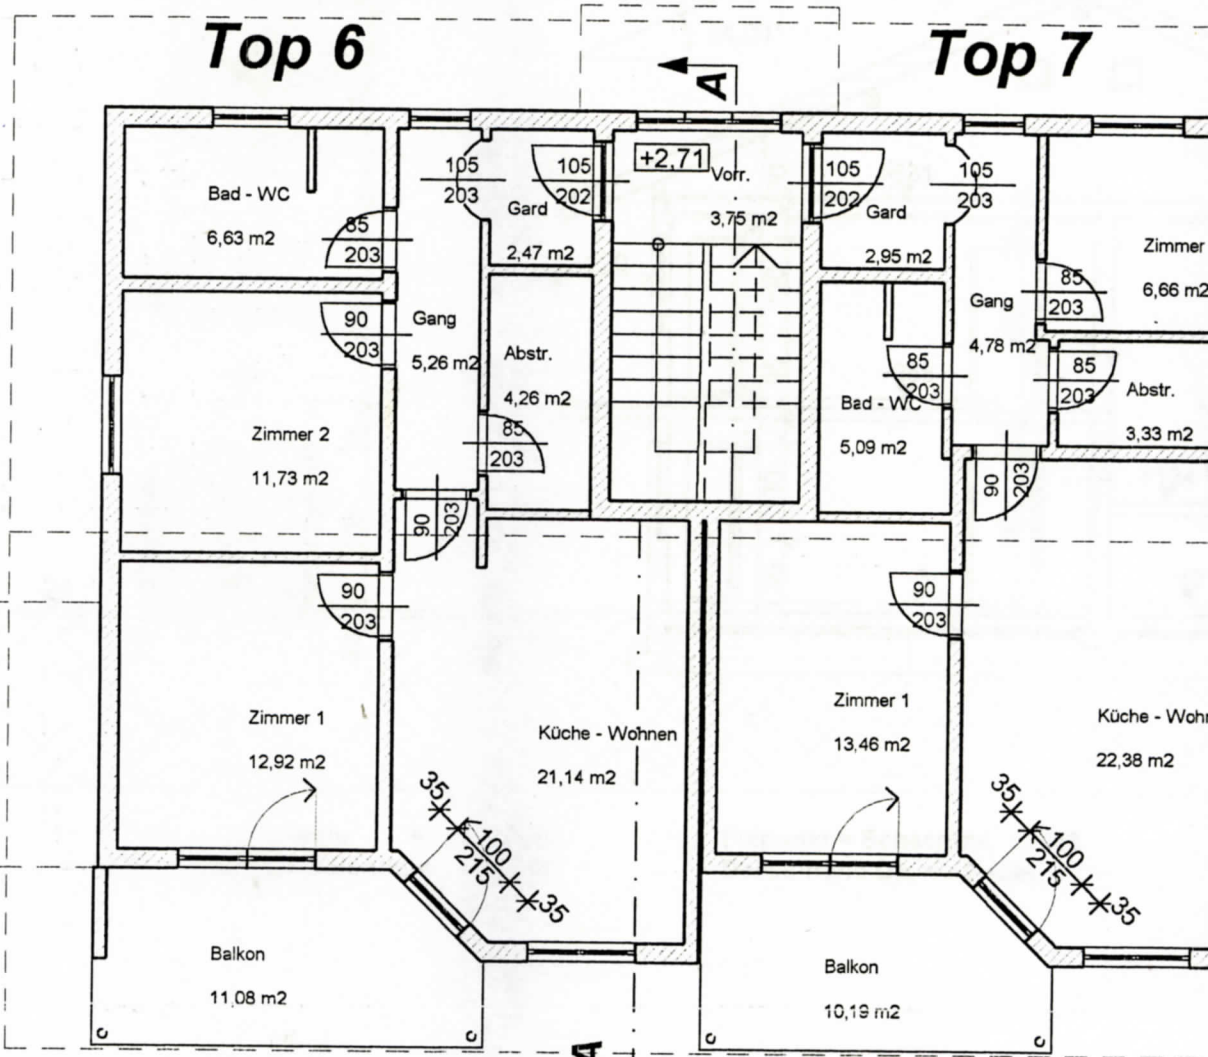 Top 6
Top 7
A
+2,71
Vorr.
3,75 m2
Bad - WC
6,63 m2
85
203
105
203
Gard
2,47 m2
105
202
105
202
Gard
2,95 m2
105
203
Zimmer
6,66 m2
85
203
90
203
Gang
5,26 m2
Abstr.
4,26 m2
85
203
Gang
4,78 m2
85
203
Bad - WC
5,09 m2
85
203
Abstr.
3,33 m2
Zimmer 2
11,73 m2
90
203
90
203
90
203
Zimmer 1
12,92 m2
Küche - Wohnen
21,14 m2
90
203
Zimmer 1
13,46 m2
22,38 m2
Küche -
35
100
215
35
35
100
215
35
Balkon
11,08 m2
Balkon
10,19 m2
A